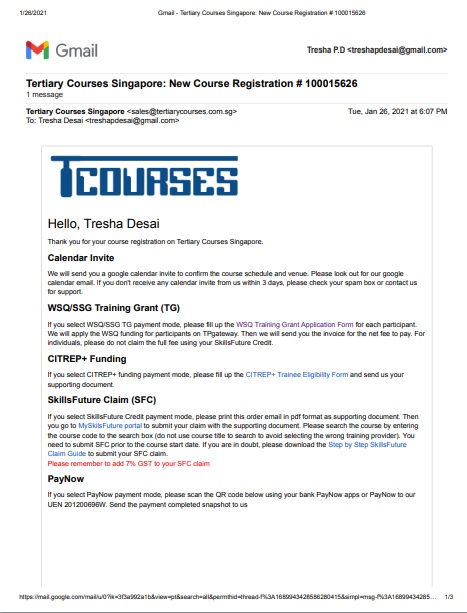 1/26/2021
Gmail - Tertiary Courses Singapore: New Course Registration # 100015626
Gmail
Tresha P.D <treshapdesai@gmail.com>
Tertiary Courses Singapore: New Course Registration # 100015626
1 message
Tertiary Courses Singapore <sales@tertiarycourses.com.sg>
Tue, Jan 26, 2021 at 6:07 PM
To: Tresha Desai <treshapdesai@gmail.com>
TCOURSES
Hello, Tresha Desai
Thank you for your course registration on Tertiary Courses Singapore.
Calendar Invite
We will send you a google calendar invite to confirm the course schedule and venue. Please look out for our google
calendar email. If you don't receive any calendar invite from us within 3 days, please check your spam box or contact us
for support.
WSQ/SSG Training Grant (TG)
If you select WSQ/SSG TG payment mode, please fill up the WSQ Training Grant Application Form for each participant.
We will apply the WSQ funding for participants on TPgateway. Then we will send you the invoice for the net fee to pay. For
individuals, please do not claim the full fee using your SkillsFuture Credit.
CITREP+ Funding
If you select CITREP+ funding payment mode, please fill up the CITREP+ Trainee Eligibility Form and send us your
supporting document.
SkillsFuture Claim (SFC)
If you select SkillsFuture Credit payment mode, please print this order email in pdf format as supporting document. Then
you go to MySkilsFuture portal to submit your claim with the supporting document. Please search the course by entering
the course code to the search box (do not use course title to search to avoid selecting the wrong training provider). You
need to submit SFC prior to the course start date. If you are in doubt, please download the Step by Step SkillsFuture
Claim Guide to submit your SFC claim.
Please remember to add 7% GST to your SFC claim
PayNow
If you select PayNow payment mode, please scan the QR code below using your bank PayNow apps or PayNow to our
UEN 201200696W. Send the payment completed snapshot to us
https://mail.google.com/mail/u/0?ik=3f3a992a1b&view=pt&search=all&permthid=thread-f%3A1689943428586280415&simpl=msg-f%3A16899434285…
1/3